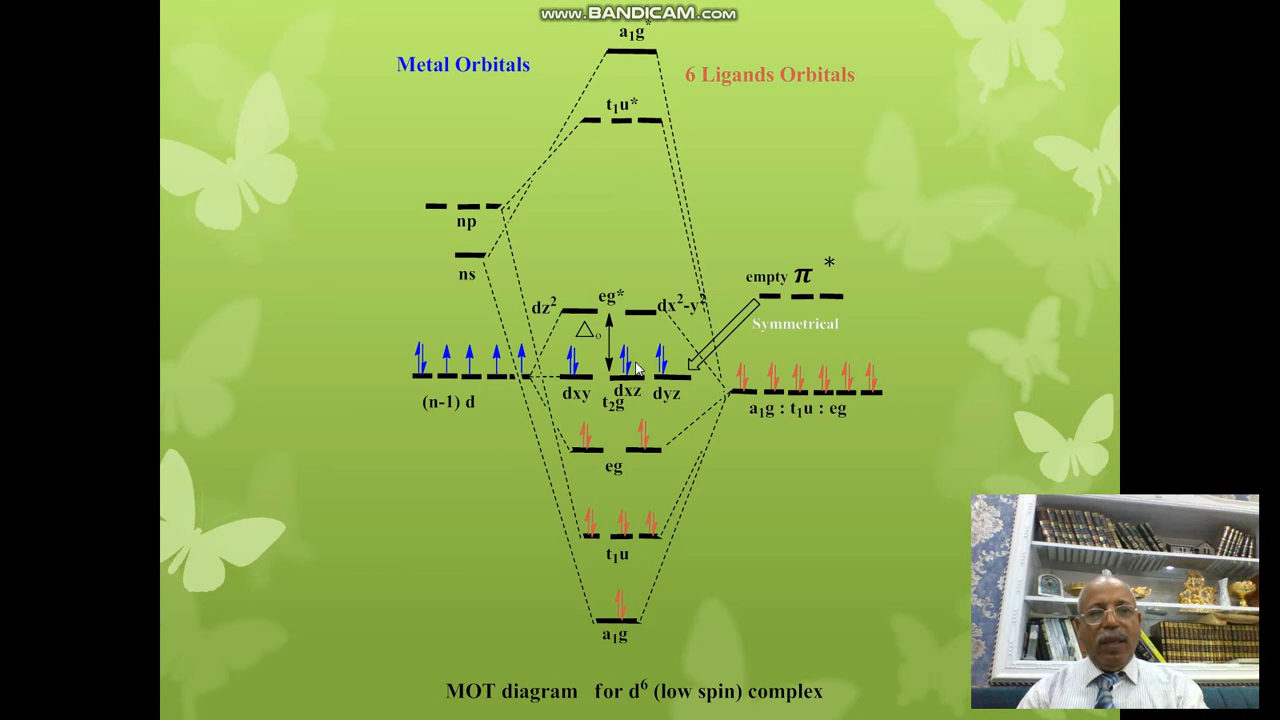 www.BANDICAM.com
a₁g*
Metal Orbitals
6 Ligands Orbitals
t₁u*
np
ns
empty π *
eg*
dz²
dx²-y²
△ₒ
Symmetrical
dxy
dxz
dyz
t₂g
(n-1) d
a₁g : t₁u : eg
eg
t₁u
a₁g
MOT diagram for d⁶ (low spin) complex